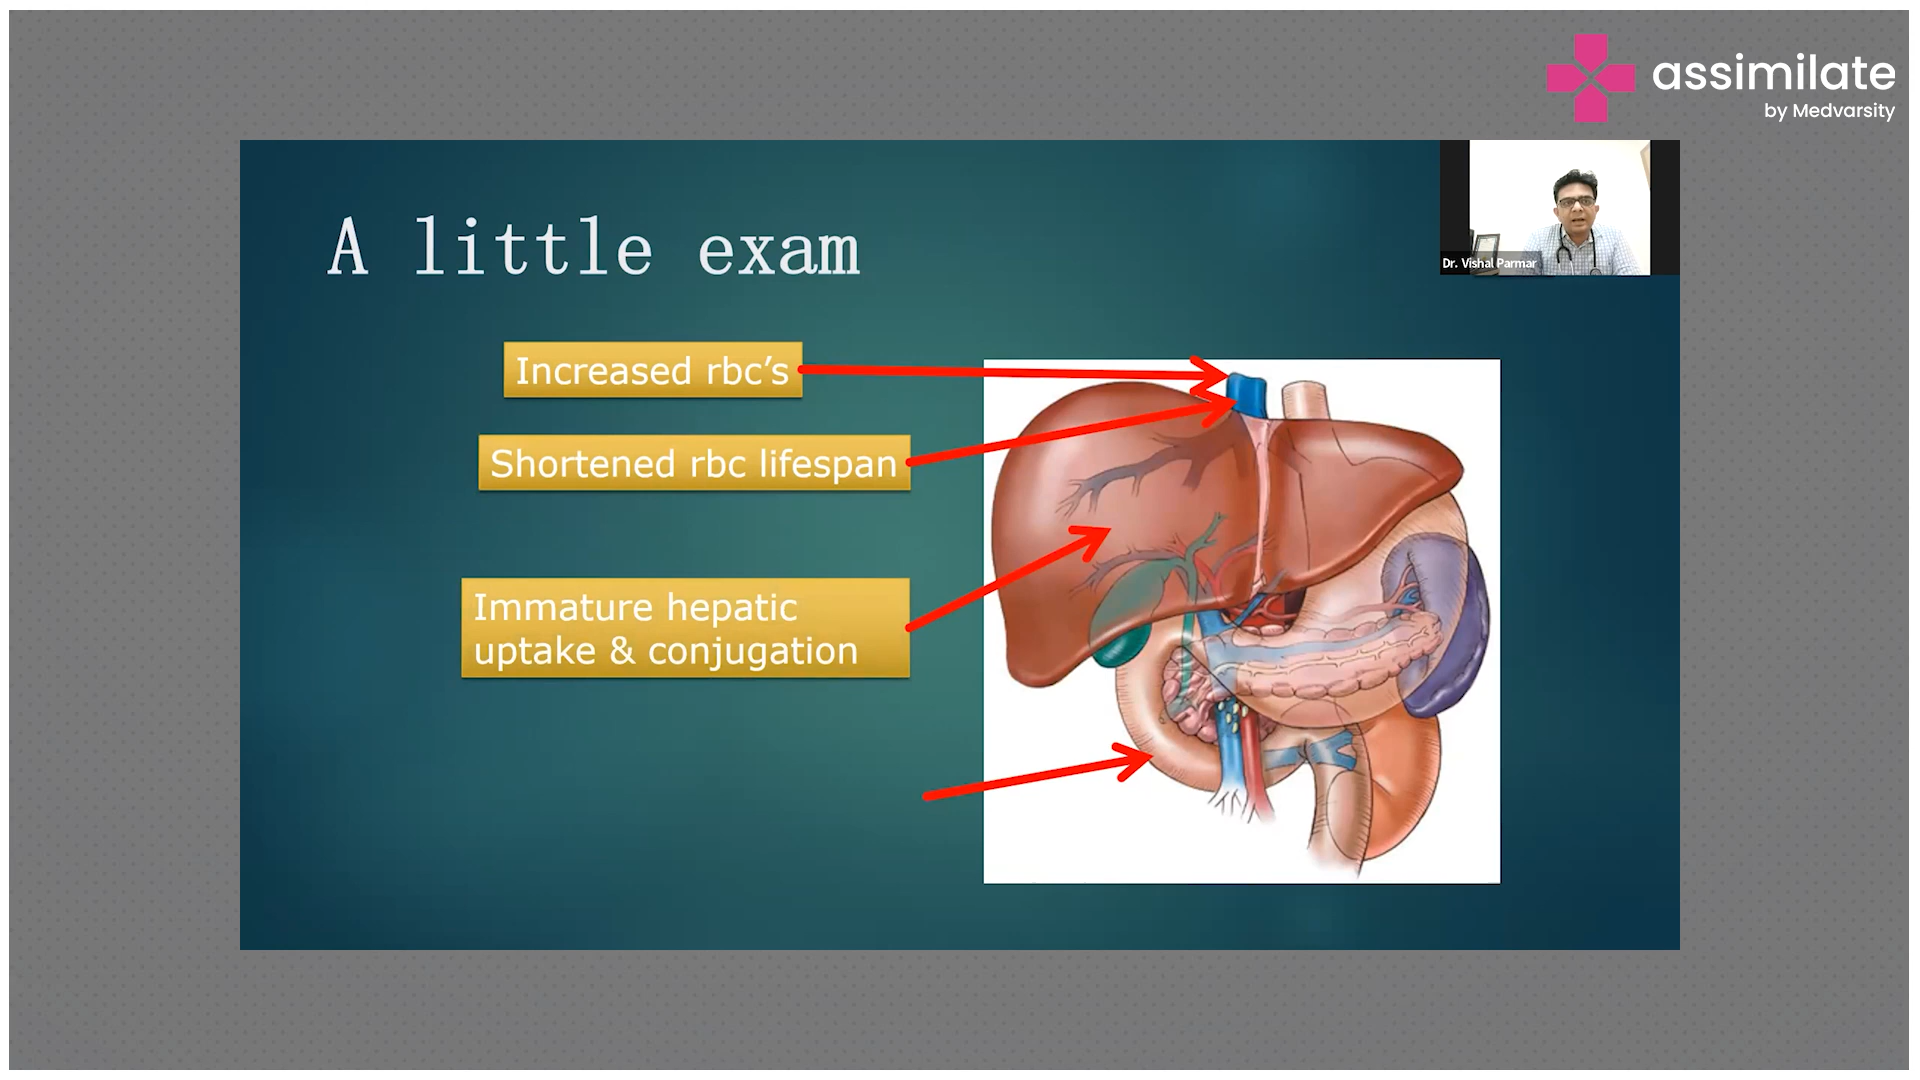 assimilate
by Medvarsity
Dr. Vishal Parmar
A little exam
Increased rbc’s
Shortened rbc lifespan
Immature hepatic
uptake & conjugation